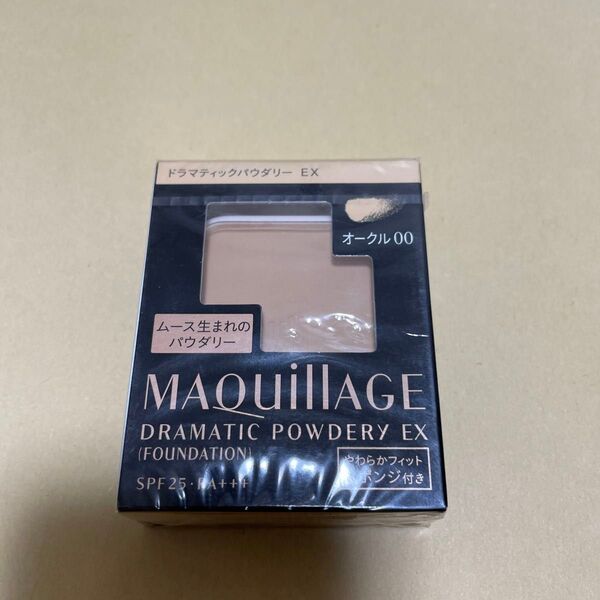 ドラマティックパウダリー EX
オークル 00
ムース生まれの
パウダリー
MAQuillAGE
DRAMATIC POWDERY EX
(FOUNDATION)
やわらかフィット
スポンジ付き
SPF25・PA+++